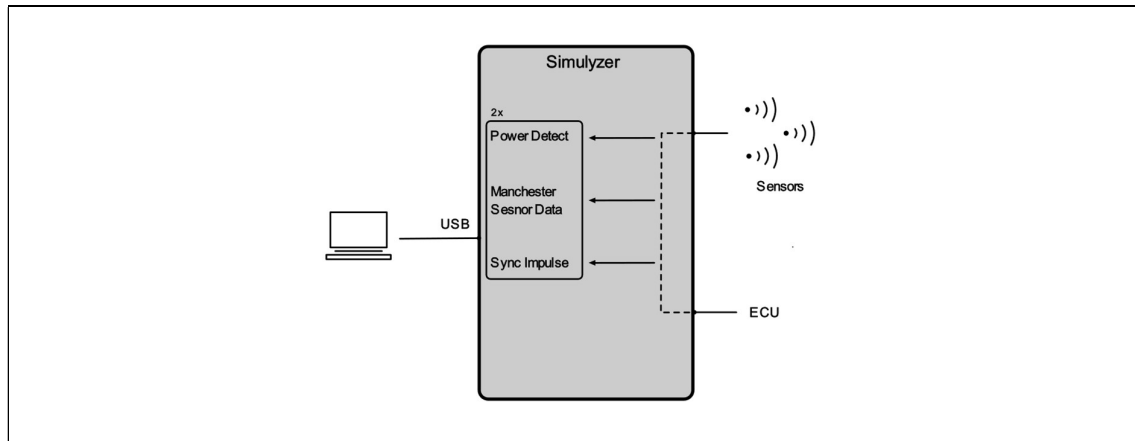 Simulyzer
2x
Power Detect
Manchester
Sesnor Data
Sync Impulse
USB
Sensors
ECU